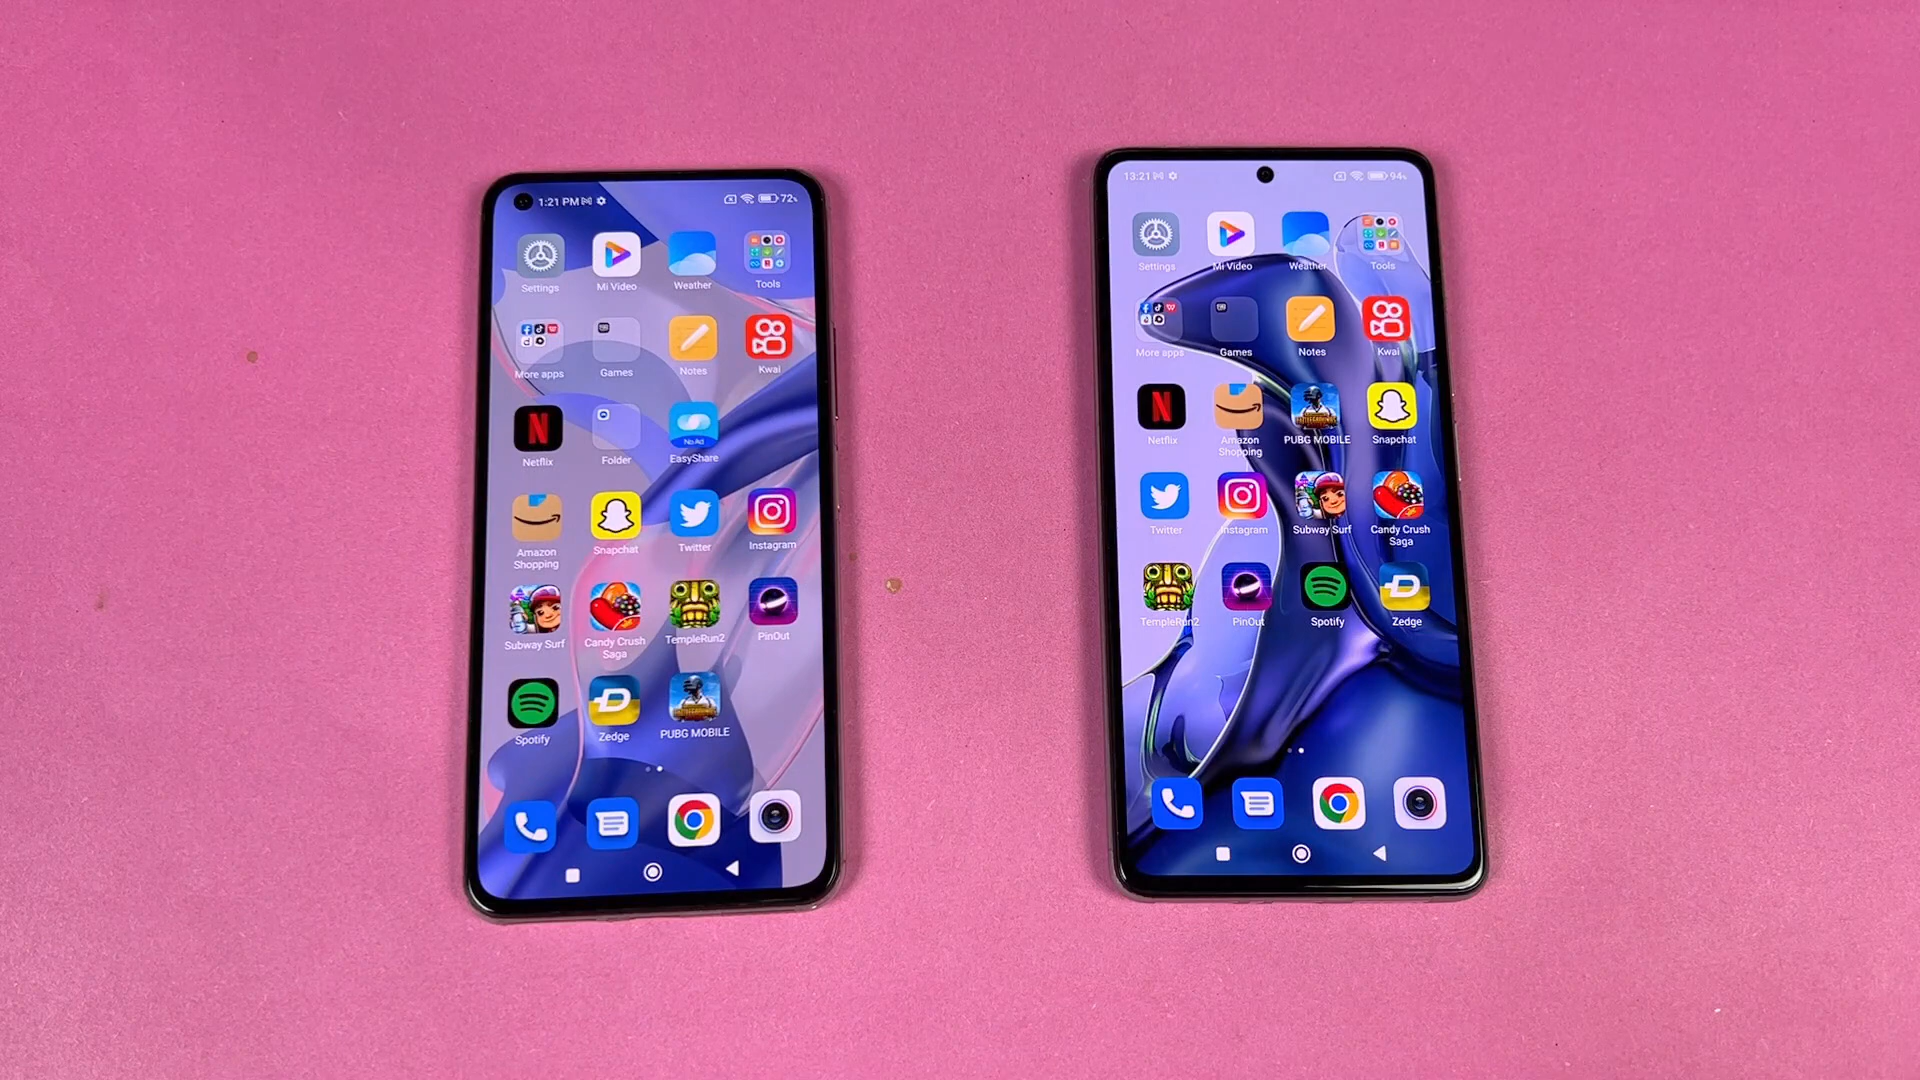 1:21 PM
72%
Settings
Mi Video
Weather
Tools
More apps
Games
Notes
Kwai
Netflix
Folder
No Ad
EasyShare
Amazon
Shopping
Snapchat
Twitter
Instagram
Subway Surf
Candy Crush
Saga
TempleRun2
PinOut
Spotify
Zedge
PUBG MOBILE
13:21
94%
Settings
Mi Video
Weather
Tools
More apps
Games
Notes
Kwai
Netflix
Amazon
Shopping
PUBG MOBILE
Snapchat
Twitter
Instagram
Subway Surf
Candy Crush
Saga
TempleRun2
PinOut
Spotify
Zedge